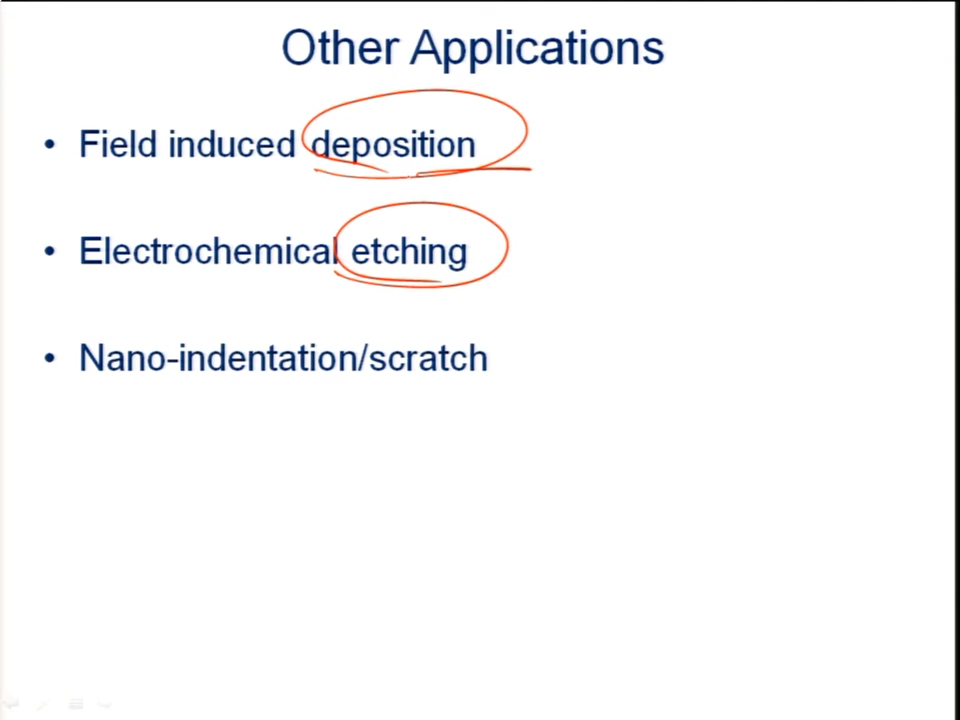 Other Applications
• Field induced deposition
• Electrochemical etching
• Nano-indentation/scratch